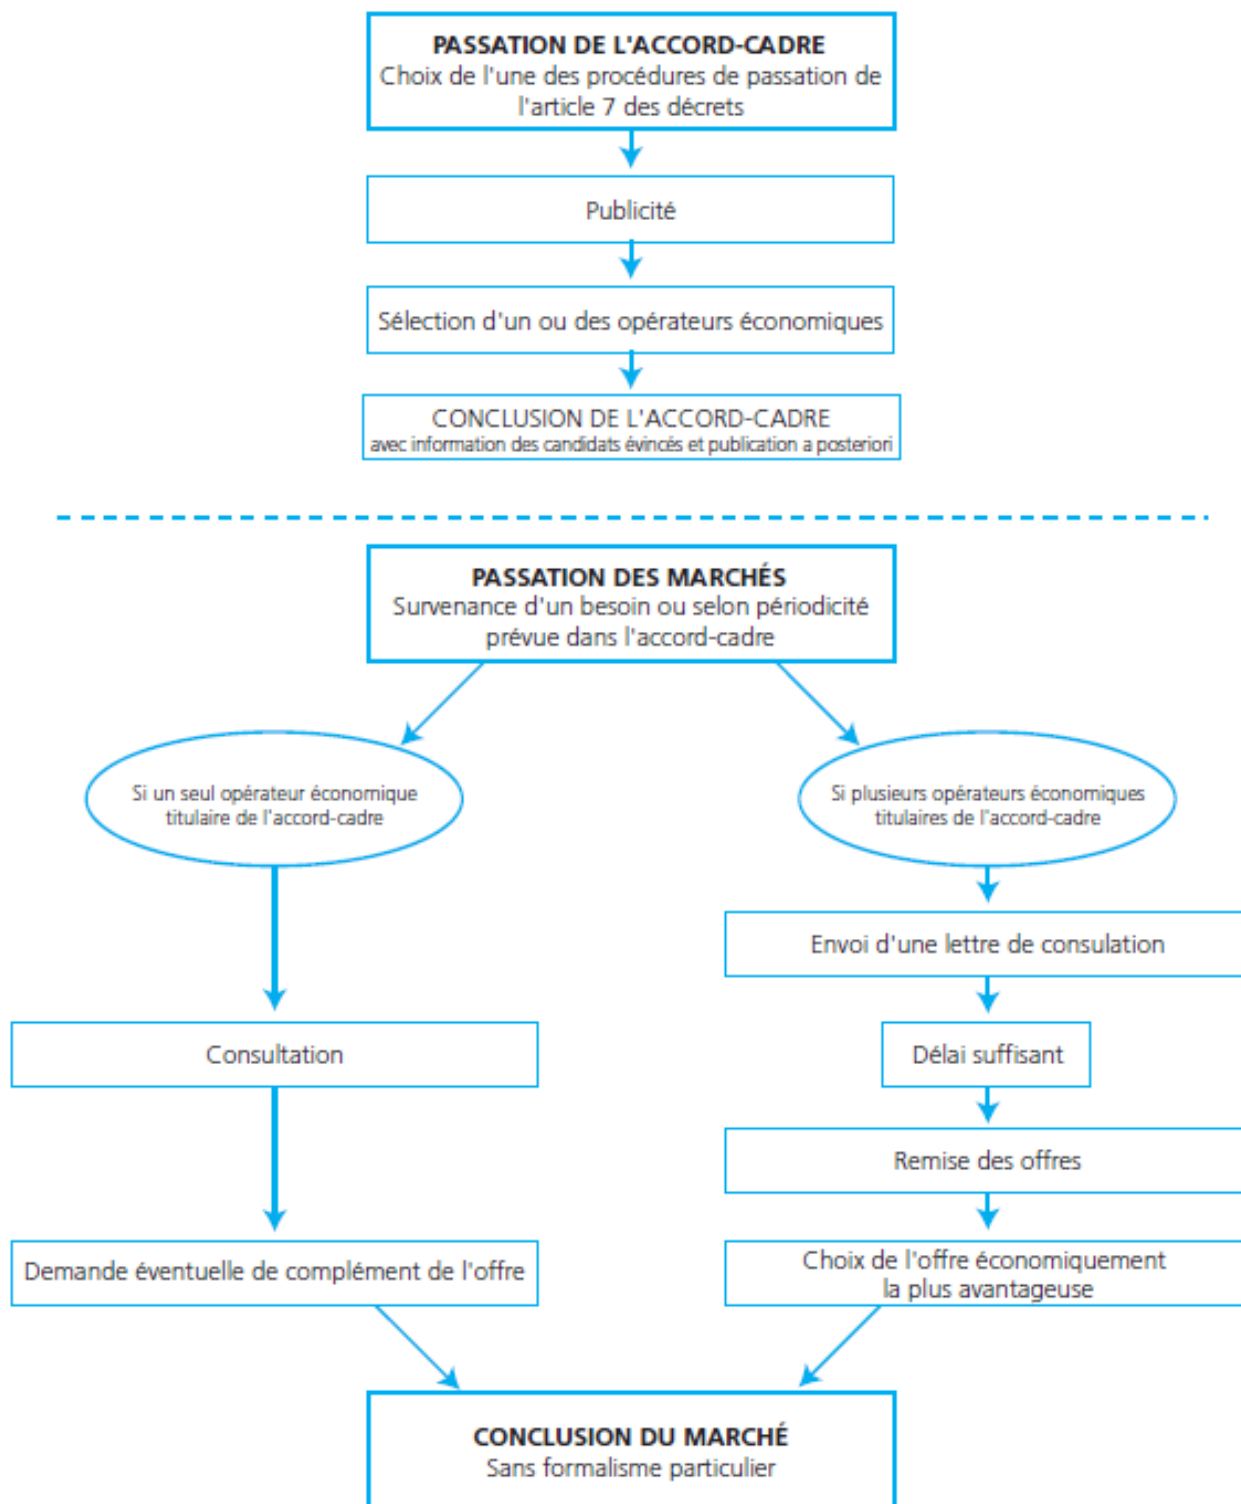 PASSATION DE L'ACCORD-CADRE
Choix de l'une des procédures de passation de
l'article 7 des décrets
Publicité
Sélection d'un ou des opérateurs économiques
CONCLUSION DE L'ACCORD-CADRE
avec information des candidats évincés et publication a posteriori
PASSATION DES MARCHÉS
Survenance d'un besoin ou selon périodicité
prévue dans l'accord-cadre
Si un seul opérateur économique
titulaire de l'accord-cadre
Si plusieurs opérateurs économiques
titulaires de l'accord-cadre
Envoi d'une lettre de consulation
Consultation
Délai suffisant
Remise des offres
Demande éventuelle de complément de l'offre
Choix de l'offre économiquement
la plus avantageuse
CONCLUSION DU MARCHÉ
Sans formalisme particulier